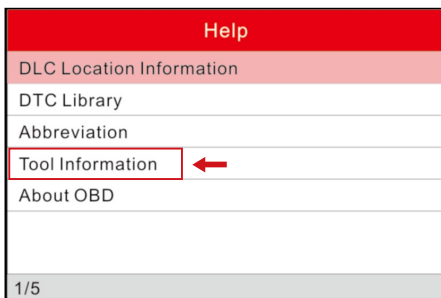 Help
DLC Location Information
DTC Library
Abbreviation
Tool Information
About OBD
1/5